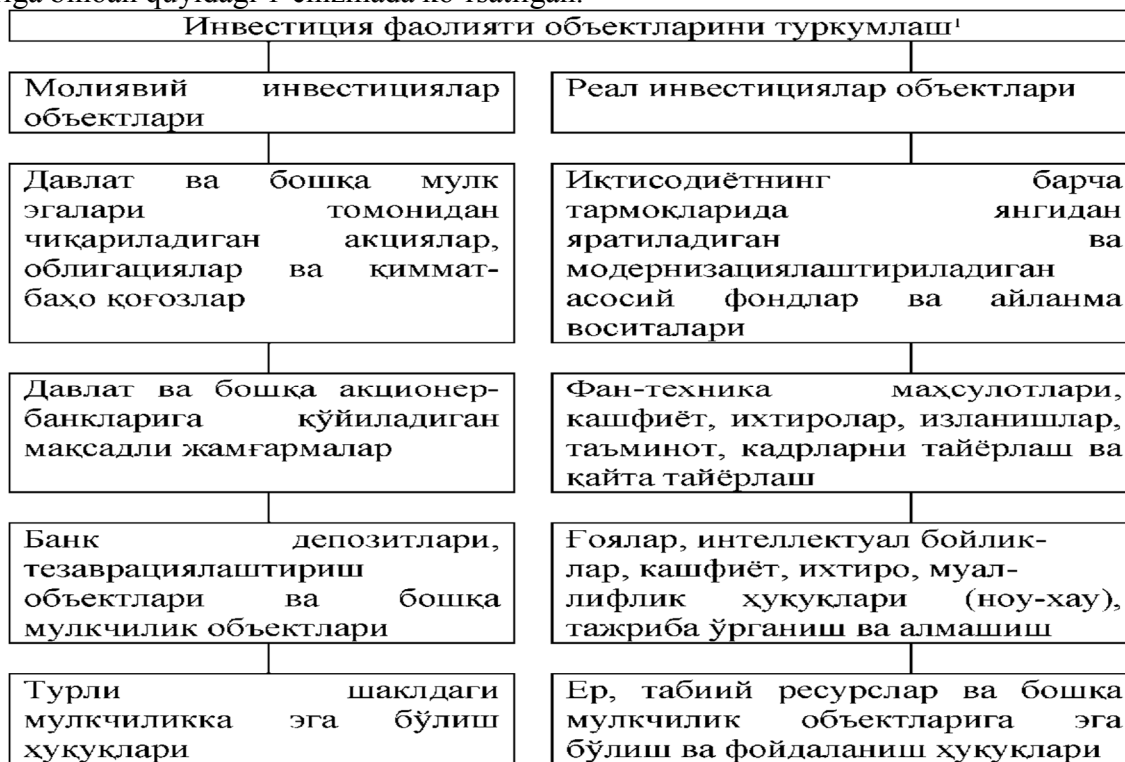 quyidagi 1-chizmada
Инвестиция фаолияти объектларини туркумлаш¹
Молиявий инвестициялар
объектлари
Давлат ва бошқа мулк
эгалари томонидан
чиқариладиган акциялар,
облигациялар ва қиммат-
баҳо қоғозлар
Давлат ва бошқа акционер-
банкларига қўйиладиган
мақсадли жамғармалар
Банк депозитлари,
тезаврациялаштириш
объектлари ва бошқа
мулкчилик объектлари
Турли шаклдаги
мулкчиликка эга бўлиш
ҳуқуқлари
Реал инвестициялар объектлари
Иқтисодиётнинг барча
тармоқларида янгидан
яратиладиган ва
модернизациялаштириладиган
асосий фондлар ва айланма
воситалари
Фан-техника маҳсулотлари,
кашфиёт, ихтиролар, изланишлар,
таъминот, кадрларни тайёрлаш ва
қайта тайёрлаш
Ғоялар, интеллектуал бойлик-
лар, кашфиёт, ихтиро, муал-
лифлик ҳуқуқлари (ноу-хау),
тажриба ўрганиш ва алмашиш
Ер, табиий ресурслар ва бошқа
мулкчилик объектларига эга
бўлиш ва фойдаланиш ҳуқуқлари